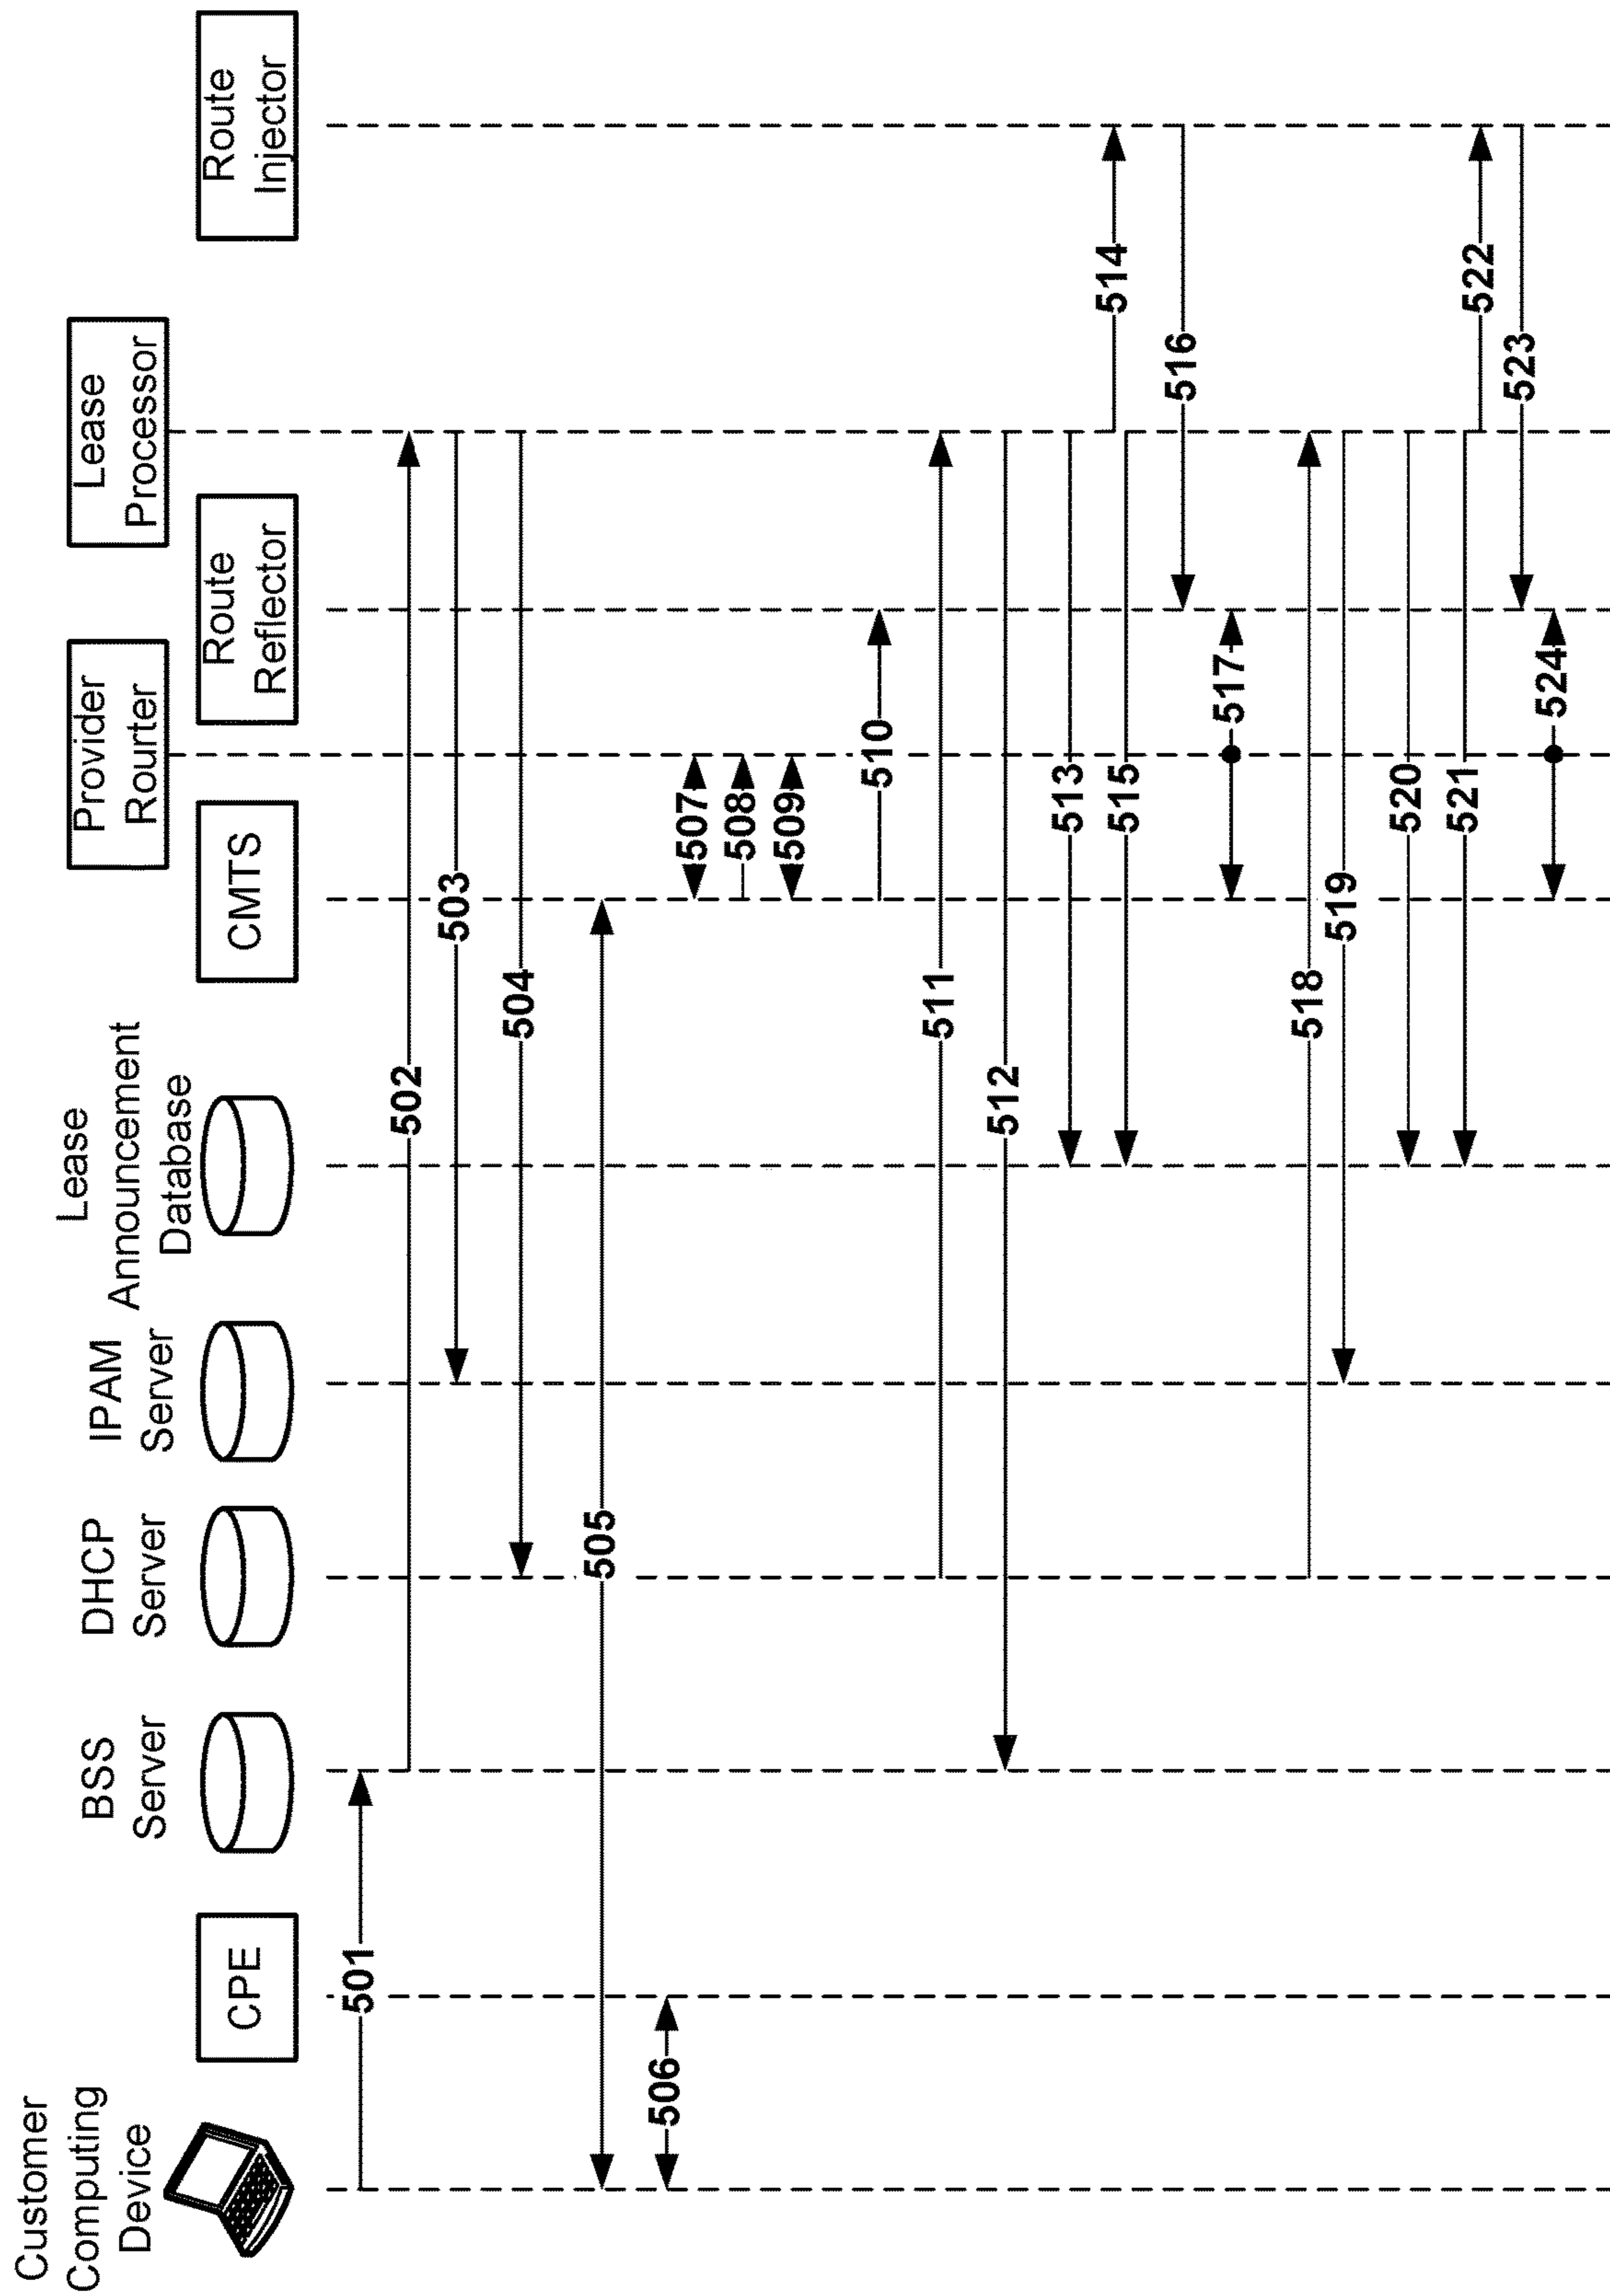 Customer
Computing
Device
CPE
BSS
Server
DHCP
Server
IPAM
Server
Lease
Announcement
Database
CMTS
Provider
Rourter
Route
Reflector
Lease
Processor
Route
Injector
501
502
503
504
505
506
507
508
509
510
511
512
513
514
515
516
517
518
519
520
521
522
523
524